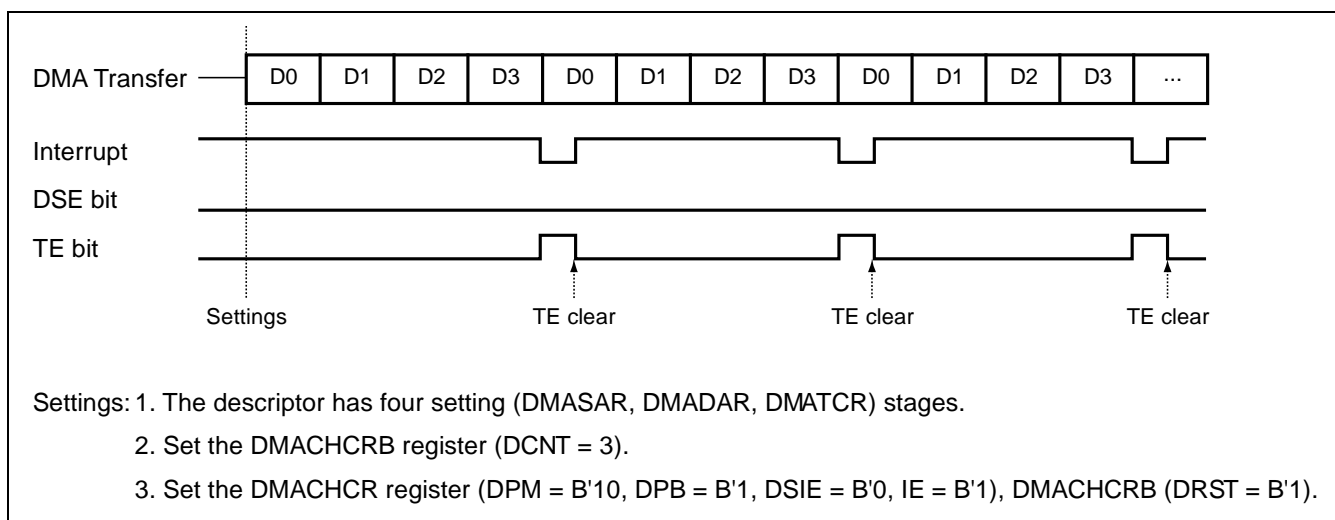 DMA Transfer D0 D1 D2 D3 D0 D1 D2 D3 D0 D1 D2 D3 ...
Interrupt
DSE bit
TE bit
Settings TE clear TE clear TE clear
Settings: 1. The descriptor has four setting (DMASAR, DMADAR, DMATCR) stages.
2. Set the DMACHCRB register (DCNT = 3).
3. Set the DMACHCR register (DPM = B'10, DPB = B'1, DSIE = B'0, IE = B'1), DMACHCRB (DRST = B'1).